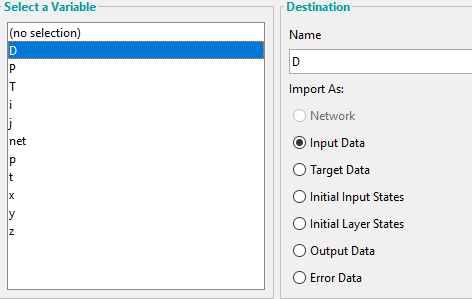 Select a Variable
(no selection)
D
P
T
i
j
net
p
t
x
y
z
Destination
Name
D
Import As:
Network
Input Data
Target Data
Initial Input States
Initial Layer States
Output Data
Error Data